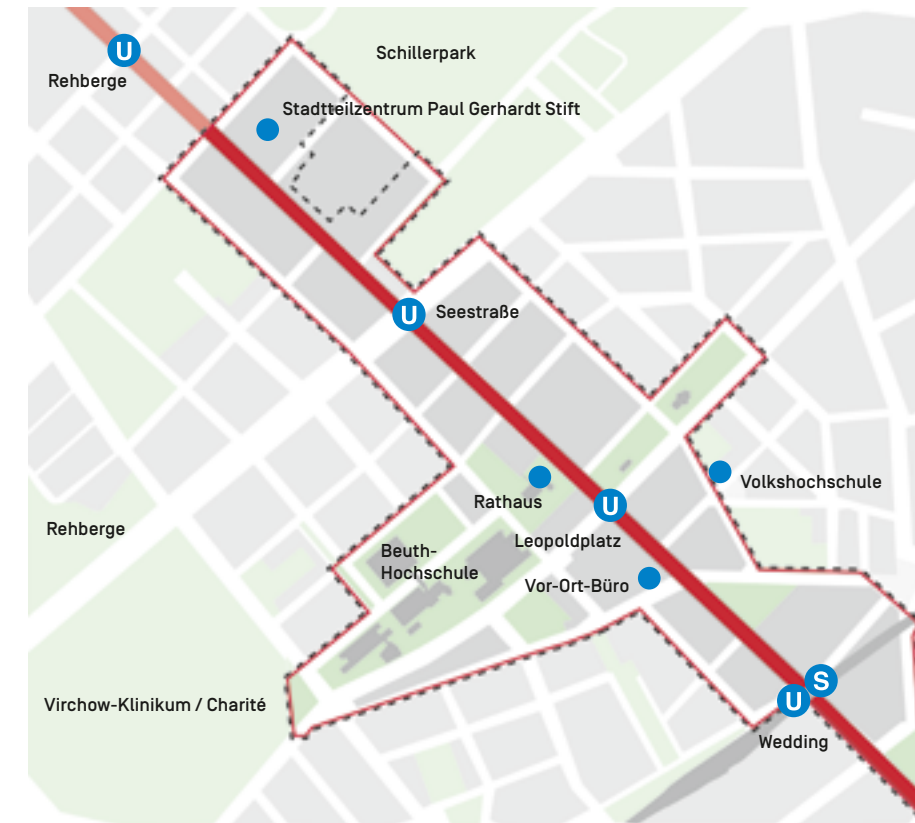 U
Schillerpark
Rehberge
Stadtteilzentrum Paul Gerhardt Stift
U
Seestraße
Volkshochschule
Rathaus
U
Leopoldplatz
Rehberge
Beuth-
Hochschule
Vor-Ort-Büro
S
U
Virchow-Klinikum / Charité
Wedding